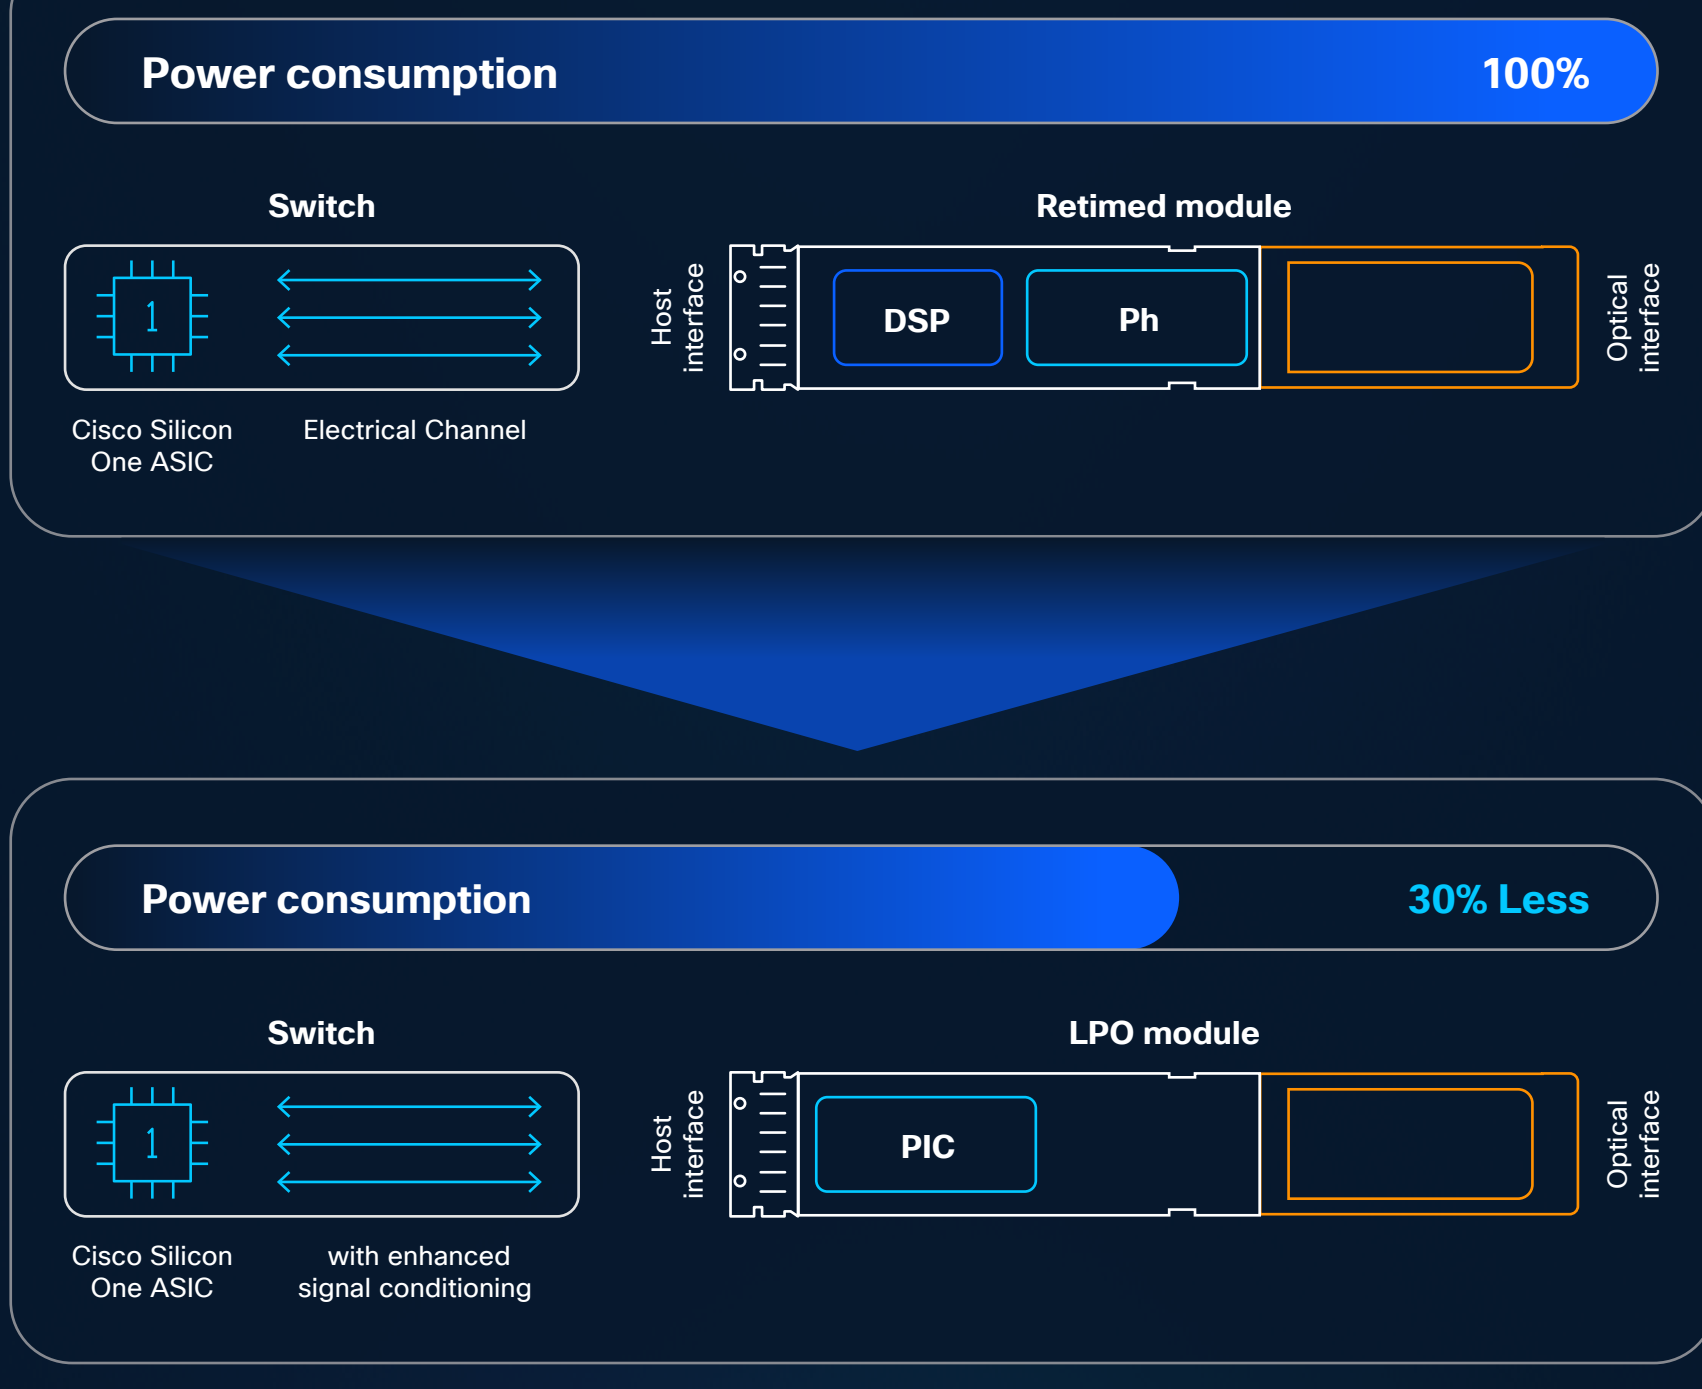 Power consumption
100%
Switch
Retimed module
1
Host
interface
DSP
Ph
Optical
interface
Cisco Silicon
One ASIC
Electrical Channel
Power consumption
30% Less
Switch
LPO module
1
Host
interface
PIC
Optical
interface
Cisco Silicon
One ASIC
with enhanced
signal conditioning